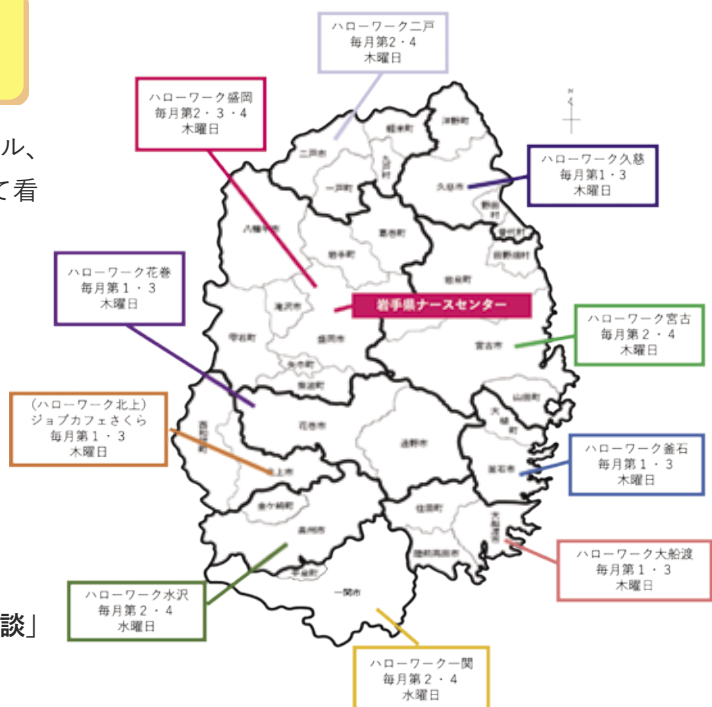 ハローワーク二戸
毎月第2・4
木曜日
ハローワーク盛岡
毎月第2・3・4
木曜日
ル、
て看
ハローワーク久慈
毎月第1・3
木曜日
洋野町
軽米町
二戸市
九戸村
一戸町
久慈市
野田村
普代村
田野畑村
八幡平市
葛巻町
岩手町
岩泉町
ハローワーク花巻
毎月第1・3
木曜日
岩手県ナースセンター
滝沢市
雫石町
盛岡市
宮古市
ハローワーク宮古
毎月第2・4
木曜日
矢巾町
紫波町
山田町
大槌町
(ハローワーク北上)
ジョブカフェさくら
毎月第1・3
木曜日
西和賀町
花巻市
遠野市
釜石市
ハローワーク釜石
毎月第1・3
木曜日
北上市
金ケ崎町
奥州市
住田町
大船渡市
陸前高田市
ハローワーク大船渡
毎月第1・3
木曜日
平泉町
一関市
ハローワーク水沢
毎月第2・4
水曜日
談」
ハローワーク一関
毎月第2・4
水曜日
N